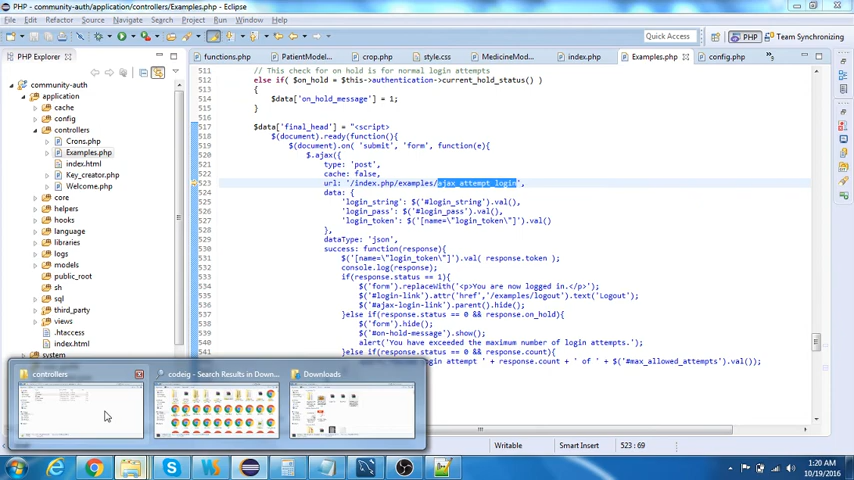 PHP - community-auth/application/controllers/Examples.php - Eclipse
File Edit Source Navigate Search Project Run Window Help
Quick Access PHP Team Synchronizing
PHP Explorer
functions.php PatientModel... crop.php style.css MedicineMod... index.php Examples.php config.php
community-auth
application
cache
config
controllers
Crons.php
Examples.php
index.html
Key_creator.php
Welcome.php
core
helpers
hooks
language
libraries
logs
models
public_root
sh
sql
third_party
views
.htaccess
index.html
system
511 // This check for on hold is for normal login attempts
512 else if( $on_hold = $this->authentication->current_hold_status() )
513 {
514 $data['on_hold_message'] = 1;
515 }
516
517 $data['final_head'] = "<script>
518 $(document).ready(function(){
519 $(document).on( 'submit', 'form', function(e){
520 $.ajax({
521 type: 'post',
522 cache: false,
523 url: '/index.php/examples/ajax_attempt_login',
524 data: {
525 'login_string': $('#login_string').val(),
526 'login_pass': $('#login_pass').val(),
527 'login_token': $('[name=\"login_token\"]').val()
528 },
529 dataType: 'json',
530 success: function(response){
531 $('[name=\"login_token\"]').val( response.token );
532 console.log(response);
533 if(response.status == 1){
534 $('form').replaceWith('<p>You are now logged in.</p>');
535 $('#login-link').attr('href','/examples/logout').text('Logout');
536 $('#ajax-login-link').parent().hide();
537 }else if(response.status == 0 && response.on_hold){
538 $('form').hide();
539 $('#on-hold-message').show();
540 alert('You have exceeded the maximum number of login attempts.');
541 }else if(response.status == 0 && response.count){
attempt ' + response.count + ' of ' + $('#max_allowed_attempts').val());
controllers
codeig - Search Results in Down...
Downloads
Writable Smart Insert 523 : 69
1:20 AM
10/19/2016